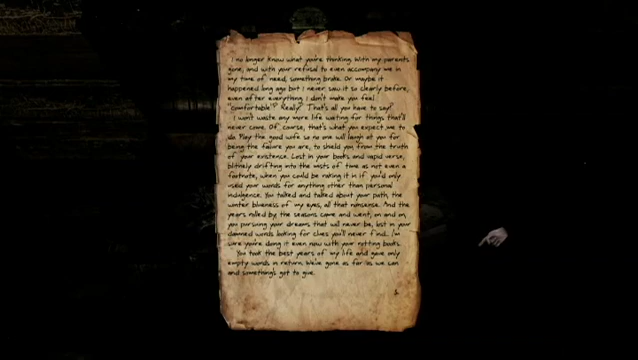 I no longer know what you're thinking. With my parents
gone, and with your refusal to even accompany me in
my time of need, something broke. Or maybe it
happened long ago but I never saw it so clearly before,
even after everything. I don't make you feel
"comfortable"? Really? That's all you have to say?
I won't waste any more life waiting for things that'll
never come. Of course, that's what you expect me to
do. Play the good wife so no one will laugh at you for
being the failure you are, to shield you from the truth
of your existence. Lost in your books and vapid verse,
blithely drifting into the mists of time as not even a
footnote, when you could be raking it in if you'd only
used your words for anything other than personal
indulgence. You talked and talked about your path, the
winter blueness of my eyes, all that nonsense. And the
years rolled by the seasons came and went, on and on,
you pursuing your dreams that will never be, lost in your
damned words looking for clues you'll never find. I'm
sure you're doing it even now with your rotting books.
You took the best years of my life and gave only
empty words in return. We've gone as far as we can
and something's got to give.
S.